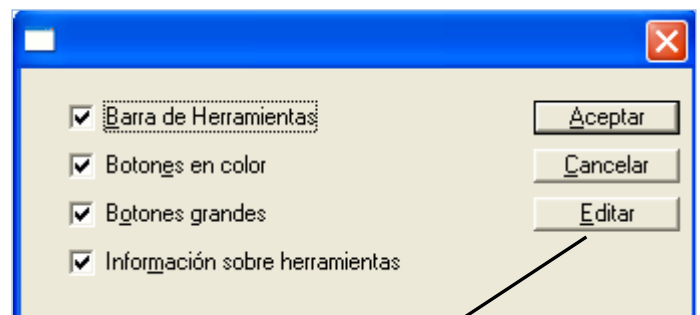 Barra de Herramientas
Aceptar
Botones en color
Cancelar
Botones grandes
Editar
Información sobre herramientas